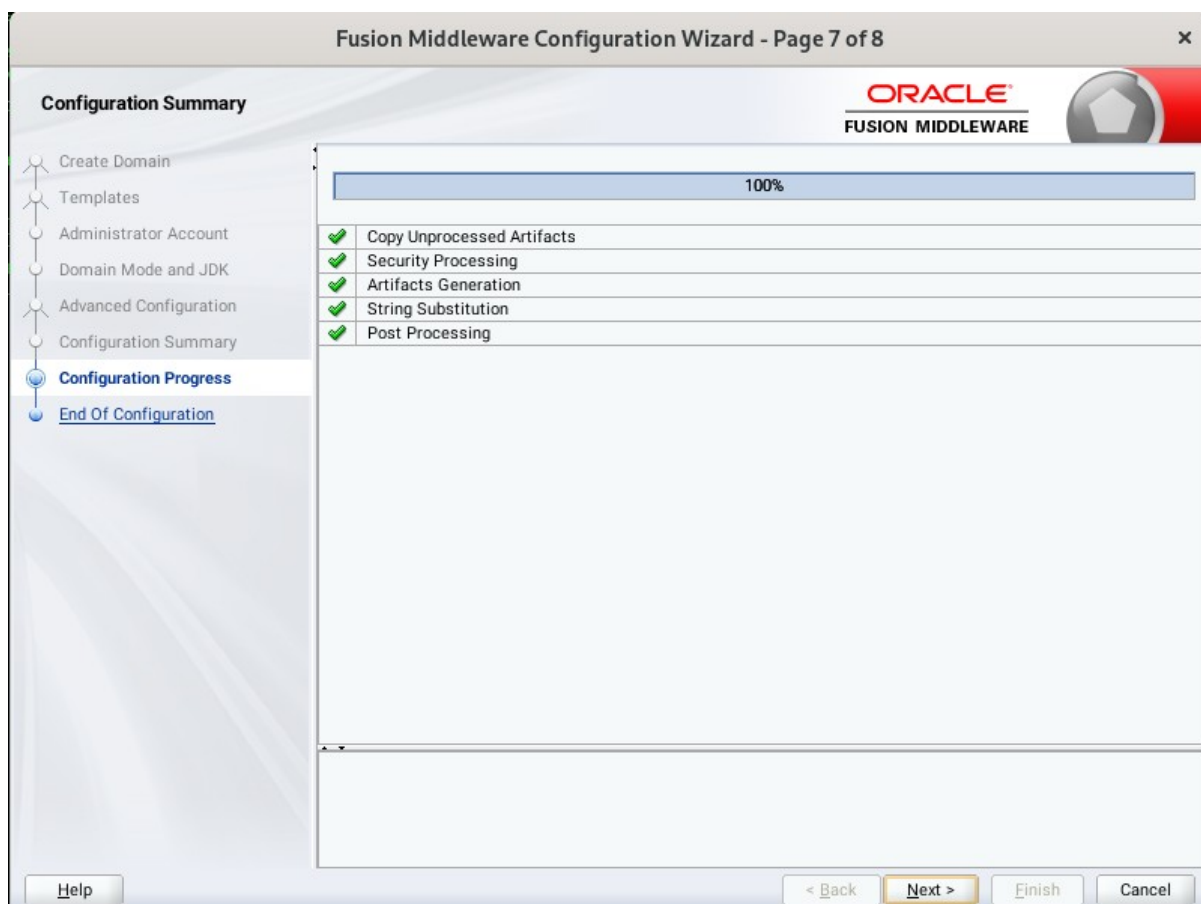 Fusion Middleware Configuration Wizard - Page 7 of 8
Configuration Summary
ORACLE
FUSION MIDDLEWARE
Create Domain
Templates
Administrator Account
Domain Mode and JDK
Advanced Configuration
Configuration Summary
Configuration Progress
End Of Configuration
100%
Copy Unprocessed Artifacts
Security Processing
Artifacts Generation
String Substitution
Post Processing
Help
< Back
Next >
Finish
Cancel